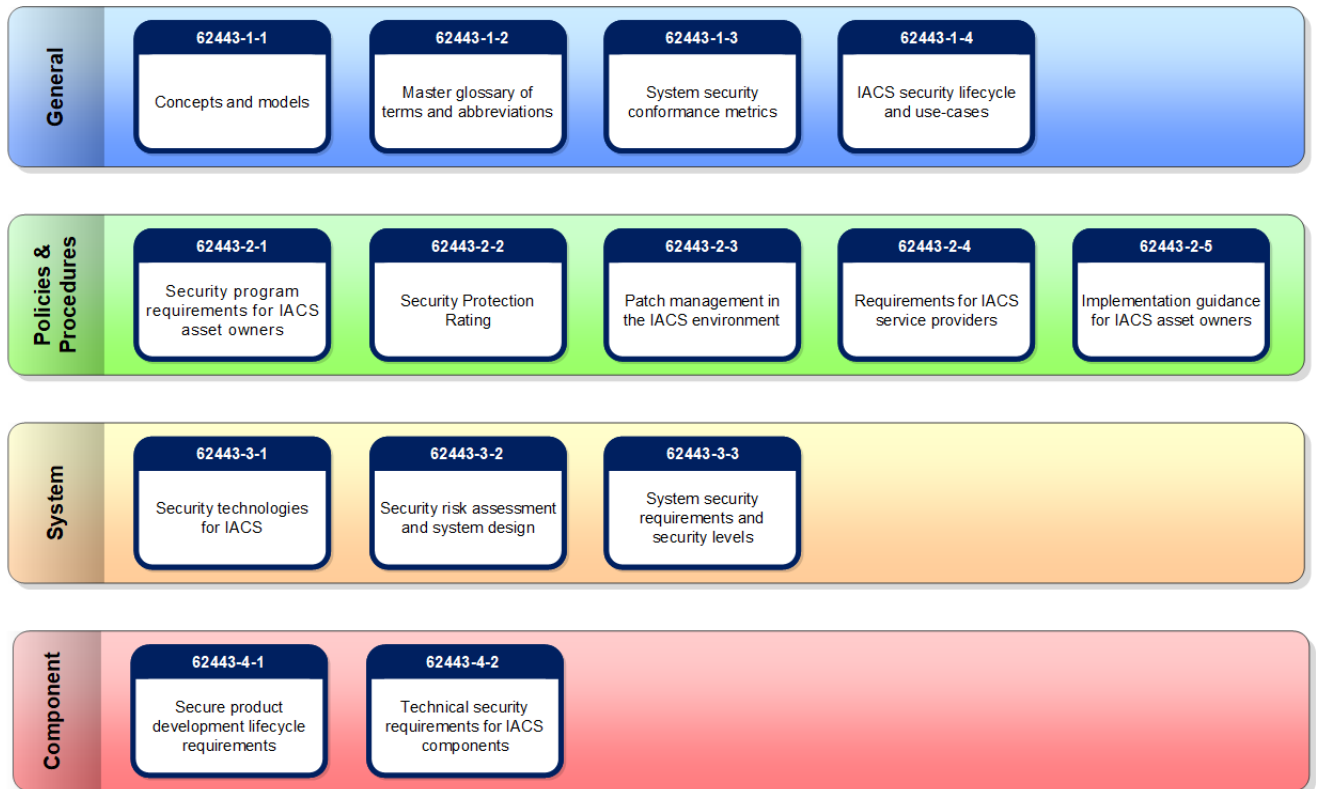 General
62443-1-1
Concepts and models
62443-1-2
Master glossary of
terms and abbreviations
62443-1-3
System security
conformance metrics
62443-1-4
IACS security lifecycle
and use-cases
Policies &
Procedures
62443-2-1
Security program
requirements for IACS
asset owners
62443-2-2
Security Protection
Rating
62443-2-3
Patch management in
the IACS environment
62443-2-4
Requirements for IACS
service providers
62443-2-5
Implementation guidance
for IACS asset owners
System
62443-3-1
Security technologies
for IACS
62443-3-2
Security risk assessment
and system design
62443-3-3
System security
requirements and
security levels
Component
62443-4-1
Secure product
development lifecycle
requirements
62443-4-2
Technical security
requirements for IACS
components